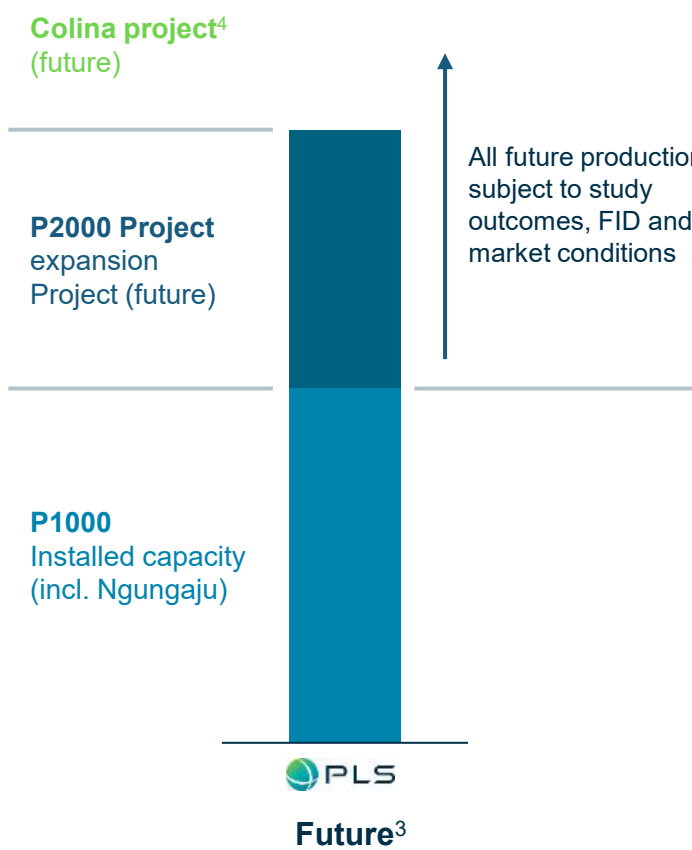 Colina project⁴
(future)
All future production
subject to study
outcomes, FID and
market conditions
P2000 Project
expansion
Project (future)
P1000
Installed capacity
(incl. Ngungaju)
PLS
Future³